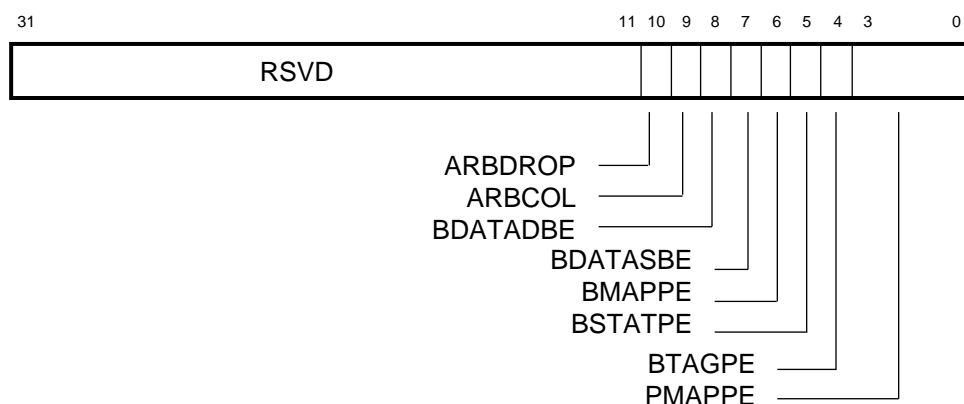 31 11 10 9 8 7 6 5 4 3 0
RSVD
ARBDROP
ARBCOL
BDATADBE
BDATASBE
BMAPPE
BSTATPE
BTAGPE
PMAPPE